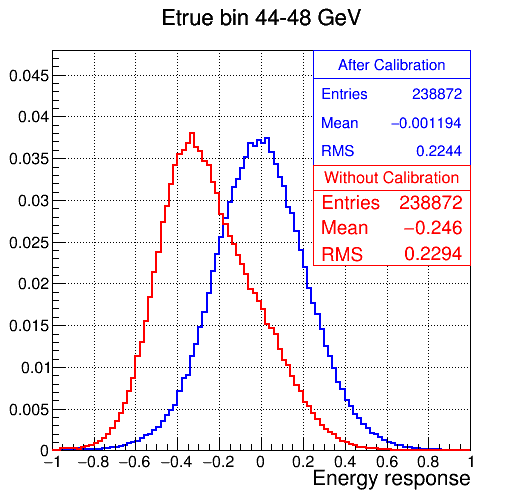 Etrue bin 44-48 GeV
After Calibration
Entries 238872
Mean −0.001194
RMS 0.2244
Without Calibration
Entries 238872
Mean −0.246
RMS 0.2294
0.045
0.04
0.035
0.03
0.025
0.02
0.015
0.01
0.005
0
−1 −0.8 −0.6 −0.4 −0.2 0 0.2 0.4 0.6 0.8 1
Energy response